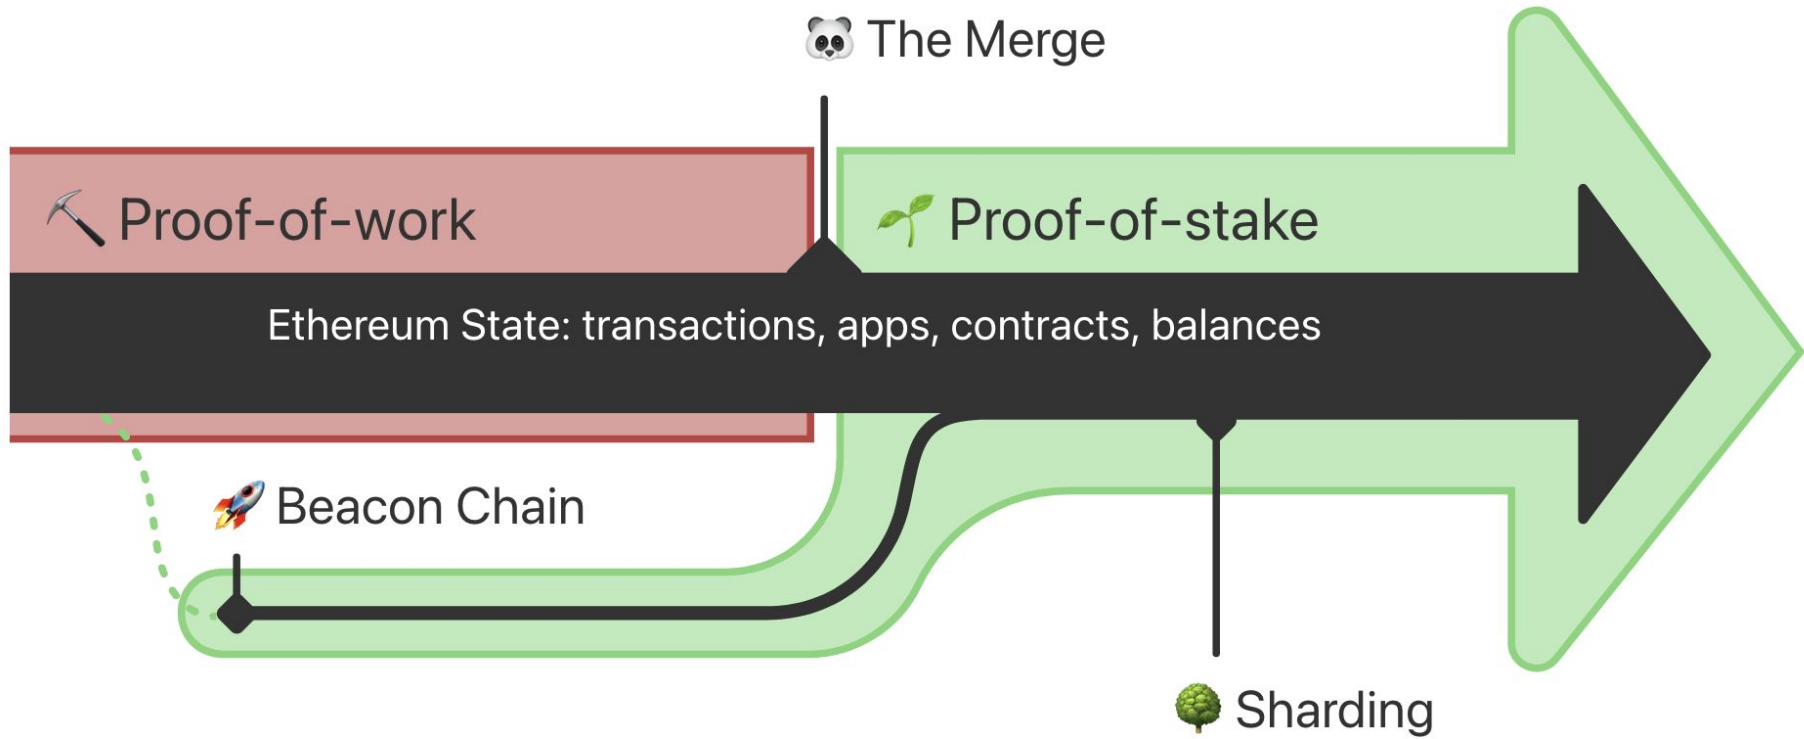 🐼 The Merge
⛏ Proof-of-work
🌱 Proof-of-stake
Ethereum State: transactions, apps, contracts, balances
🚀 Beacon Chain
🌳 Sharding